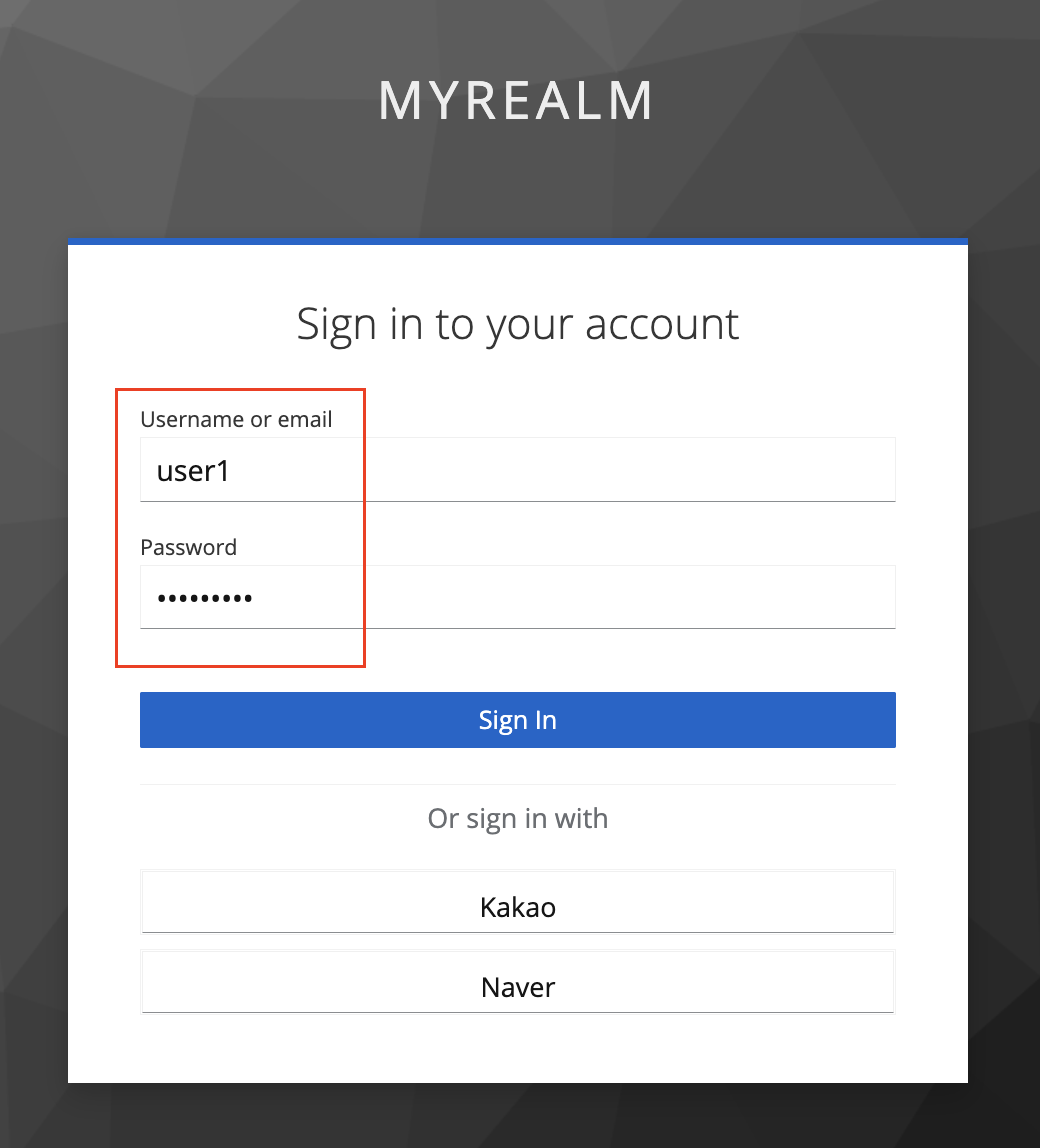 MYREALM
Sign in to your account
Username or email
user1
Password
•••••••••
Sign In
Or sign in with
Kakao
Naver